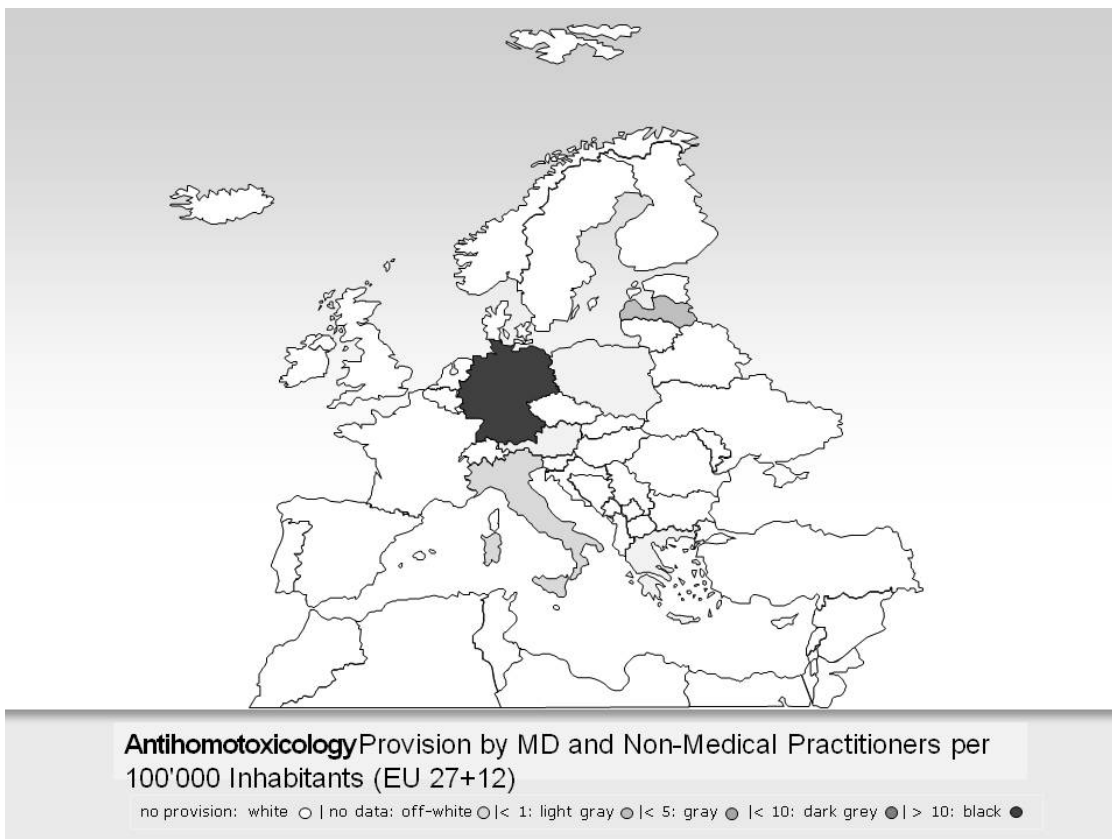 AntihomotoxicologyProvision by MD and Non-Medical Practitioners per
100'000 Inhabitants (EU 27+12)
no provision: white | no data: off-white |< 1: light gray |< 5: gray |< 10: dark grey | > 10: black